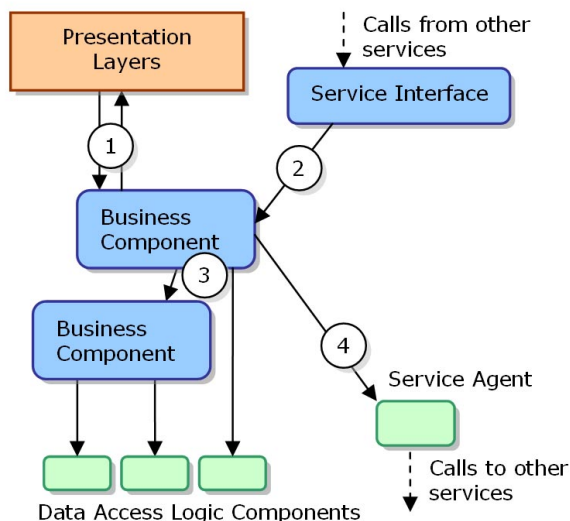 Presentation
Layers
Calls from other
services
Service Interface
1
2
Business
Component
3
Business
Component
4
Service Agent
Calls to other
services
Data Access Logic Components